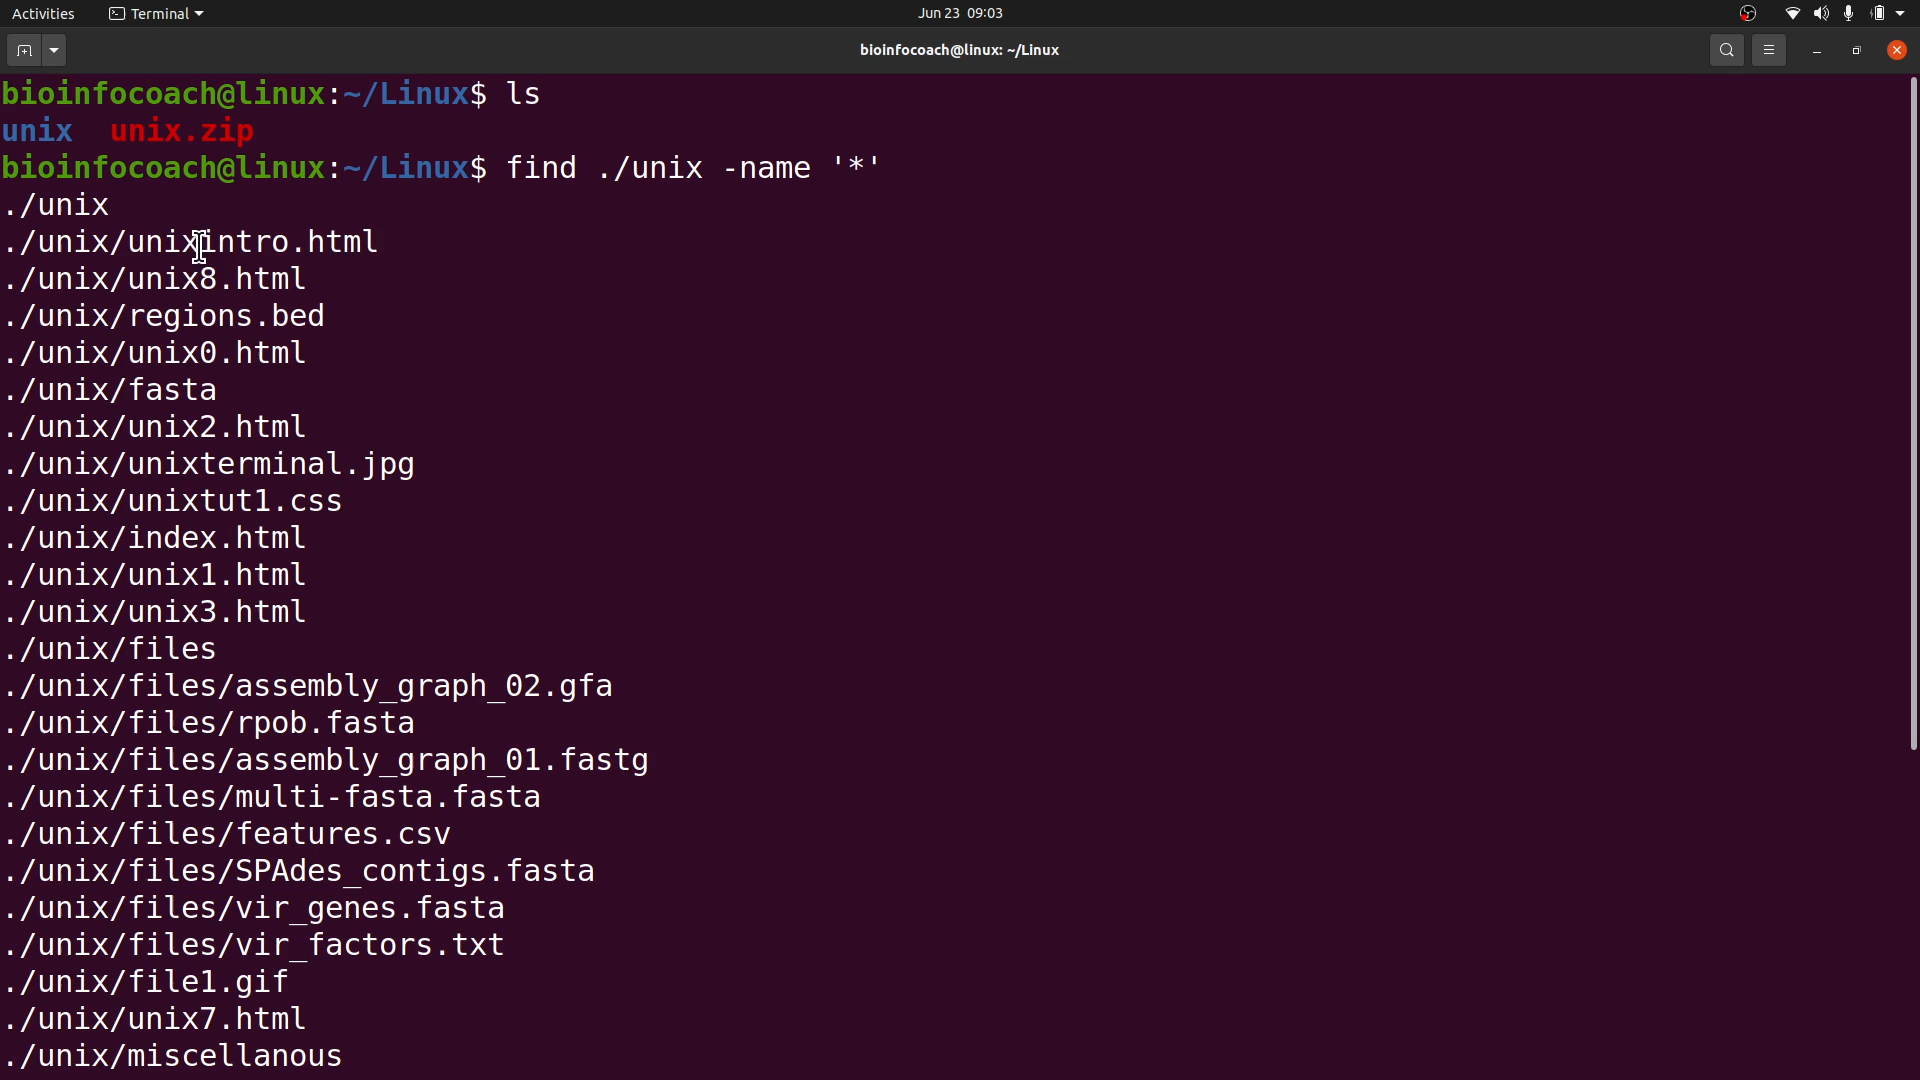 Activities Terminal Jun 23 09:03
bioinfocoach@linux: ~/Linux
bioinfocoach@linux:~/Linux$ ls
unix unix.zip
bioinfocoach@linux:~/Linux$ find ./unix -name '*'
./unix
./unix/unixintro.html
./unix/unix8.html
./unix/regions.bed
./unix/unix0.html
./unix/fasta
./unix/unix2.html
./unix/unixterminal.jpg
./unix/unixtut1.css
./unix/index.html
./unix/unix1.html
./unix/unix3.html
./unix/files
./unix/files/assembly_graph_02.gfa
./unix/files/rpob.fasta
./unix/files/assembly_graph_01.fastg
./unix/files/multi-fasta.fasta
./unix/files/features.csv
./unix/files/SPAdes_contigs.fasta
./unix/files/vir_genes.fasta
./unix/files/vir_factors.txt
./unix/file1.gif
./unix/unix7.html
./unix/miscellanous